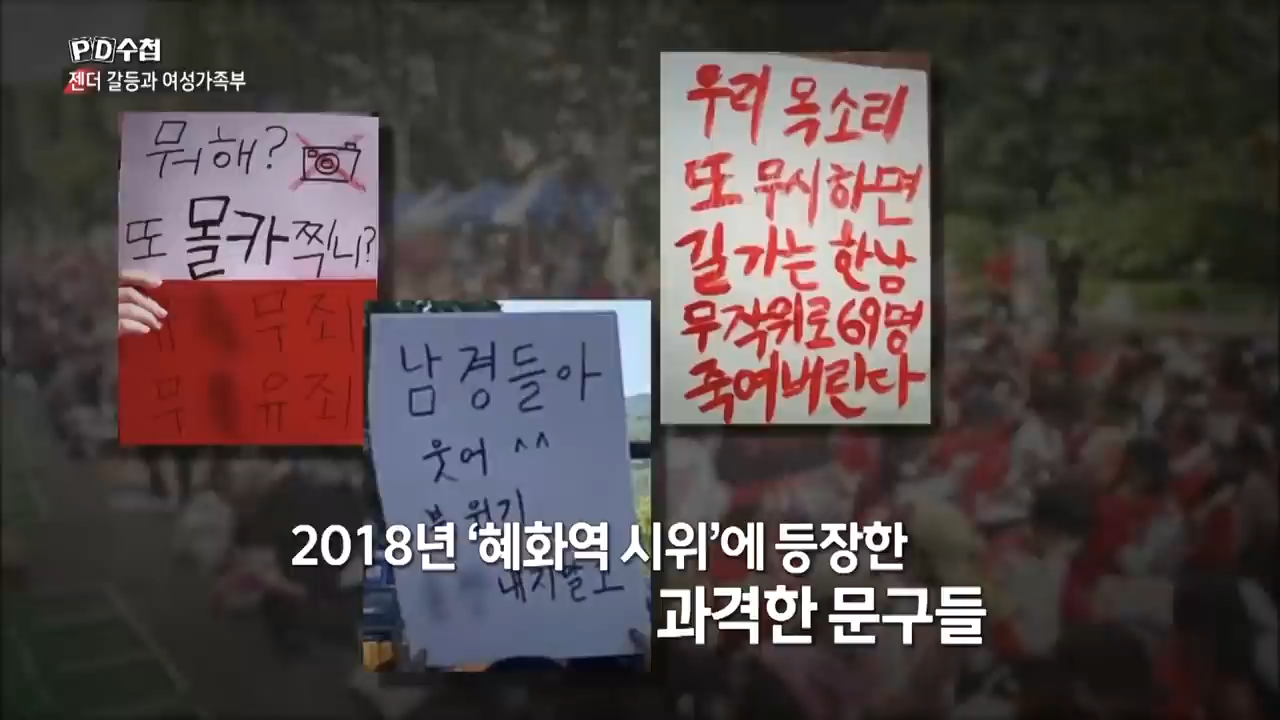 PD수첩
젠더 갈등과 여성가족부
뭐해?
또 몰카 찍니?
무죄
유죄
남경들아
웃어 ^^
분위기
내지말고
우리 목소리
또 무시하면
길 가는 한남
무작위로 69명
죽여버린다
2018년 ‘혜화역 시위’에 등장한
과격한 문구들